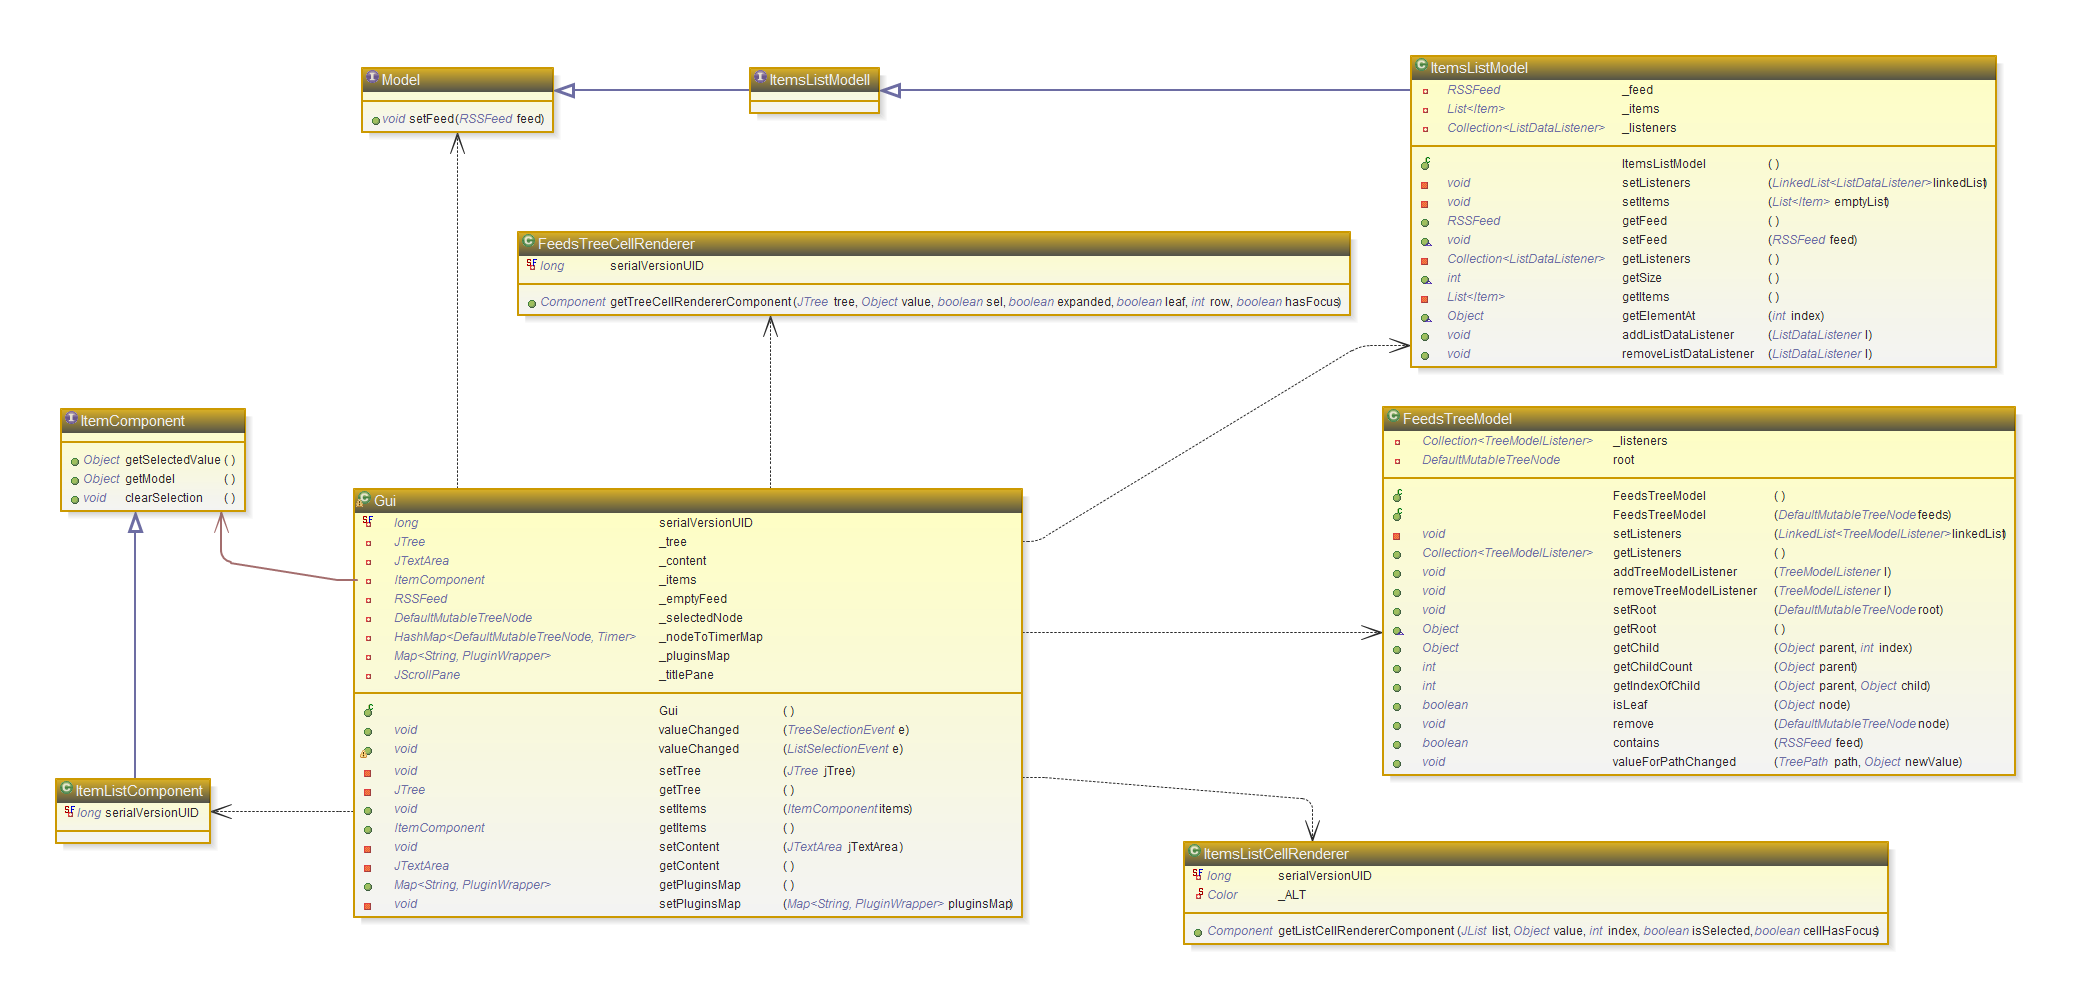 Model
void setFeed (RSSFeed feed)
ItemsListModelI
ItemsListModel
RSSFeed _feed
List<Item> _items
Collection<ListDataListener> _listeners
ItemsListModel ( )
void setListeners (LinkedList<ListDataListener> linkedList)
void setItems (List<Item> emptyList)
RSSFeed getFeed ( )
void setFeed (RSSFeed feed)
Collection<ListDataListener> getListeners ( )
int getSize ( )
List<Item> getItems ( )
Object getElementAt (int index)
void addListDataListener (ListDataListener l)
void removeListDataListener (ListDataListener l)
FeedsTreeCellRenderer
long serialVersionUID
Component getTreeCellRendererComponent (JTree tree, Object value, boolean sel, boolean expanded, boolean leaf, int row, boolean hasFocus)
ItemComponent
Object getSelectedValue ( )
Object getModel ( )
void clearSelection ( )
FeedsTreeModel
Collection<TreeModelListener> _listeners
DefaultMutableTreeNode root
FeedsTreeModel ( )
FeedsTreeModel (DefaultMutableTreeNode feeds)
void setListeners (LinkedList<TreeModelListener> linkedList)
Collection<TreeModelListener> getListeners ( )
void addTreeModelListener (TreeModelListener l)
void removeTreeModelListener (TreeModelListener l)
void setRoot (DefaultMutableTreeNode root)
Object getRoot ( )
Object getChild (Object parent, int index)
int getChildCount (Object parent)
int getIndexOfChild (Object parent, Object child)
boolean isLeaf (Object node)
void remove (DefaultMutableTreeNode node)
boolean contains (RSSFeed feed)
void valueForPathChanged (TreePath path, Object newValue)
Gui
long serialVersionUID
JTree _tree
JTextArea _content
ItemComponent _items
RSSFeed _emptyFeed
DefaultMutableTreeNode _selectedNode
HashMap<DefaultMutableTreeNode, Timer> _nodeToTimerMap
Map<String, PluginWrapper> _pluginsMap
JScrollPane _titlePane
Gui ( )
void valueChanged (TreeSelectionEvent e)
void valueChanged (ListSelectionEvent e)
void setTree (JTree jTree)
JTree getTree ( )
void setItems (ItemComponent items)
ItemComponent getItems ( )
void setContent (JTextArea jTextArea)
JTextArea getContent ( )
Map<String, PluginWrapper> getPluginsMap ( )
void setPluginsMap (Map<String, PluginWrapper> pluginsMap)
ItemListComponent
long serialVersionUID
ItemsListCellRenderer
long serialVersionUID
Color _ALT
Component getListCellRendererComponent (JList list, Object value, int index, boolean isSelected, boolean cellHasFocus)